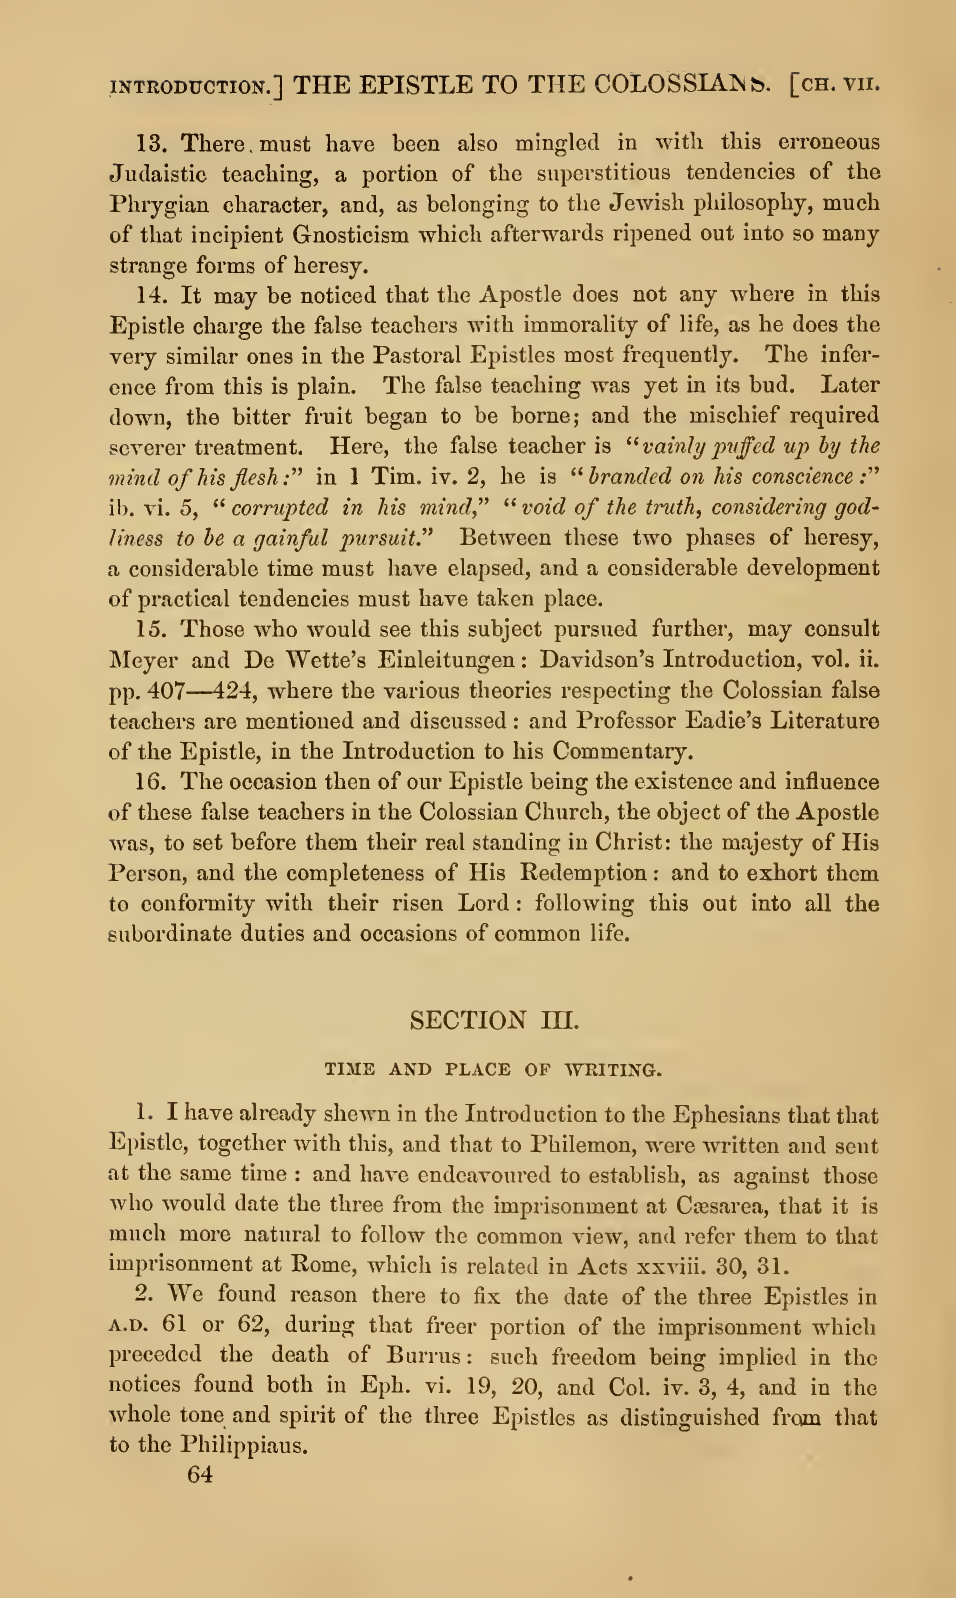 INTRODUCTION.] THE EPISTLE TO THE COLOSSIANS. [CH. VII.
13. There must have been also mingled in with this erroneous
Judaistic teaching, a portion of the superstitious tendencies of the
Phrygian character, and, as belonging to the Jewish philosophy, much
of that incipient Gnosticism which afterwards ripened out into so many
strange forms of heresy.
14. It may be noticed that the Apostle does not any where in this
Epistle charge the false teachers with immorality of life, as he does the
very similar ones in the Pastoral Epistles most frequently. The infer-
ence from this is plain. The false teaching was yet in its bud. Later
down, the bitter fruit began to be borne; and the mischief required
severer treatment. Here, the false teacher is “vainly puffed up by the
mind of his flesh:” in 1 Tim. iv. 2, he is “branded on his conscience:”
ib. vi. 5, “corrupted in his mind,” “void of the truth, considering god-
liness to be a gainful pursuit.” Between these two phases of heresy,
a considerable time must have elapsed, and a considerable development
of practical tendencies must have taken place.
15. Those who would see this subject pursued further, may consult
Meyer and De Wette’s Einleitungen: Davidson’s Introduction, vol. ii.
pp. 407—424, where the various theories respecting the Colossian false
teachers are mentioned and discussed: and Professor Eadie’s Literature
of the Epistle, in the Introduction to his Commentary.
16. The occasion then of our Epistle being the existence and influence
of these false teachers in the Colossian Church, the object of the Apostle
was, to set before them their real standing in Christ: the majesty of His
Person, and the completeness of His Redemption: and to exhort them
to conformity with their risen Lord: following this out into all the
subordinate duties and occasions of common life.
SECTION III.
TIME AND PLACE OF WRITING.
1. I have already shewn in the Introduction to the Ephesians that that
Epistle, together with this, and that to Philemon, were written and sent
at the same time: and have endeavoured to establish, as against those
who would date the three from the imprisonment at Cæsarea, that it is
much more natural to follow the common view, and refer them to that
imprisonment at Rome, which is related in Acts xxviii. 30, 31.
2. We found reason there to fix the date of the three Epistles in
A.D. 61 or 62, during that freer portion of the imprisonment which
preceded the death of Burrus: such freedom being implied in the
notices found both in Eph. vi. 19, 20, and Col. iv. 3, 4, and in the
whole tone and spirit of the three Epistles as distinguished from that
to the Philippians.
64